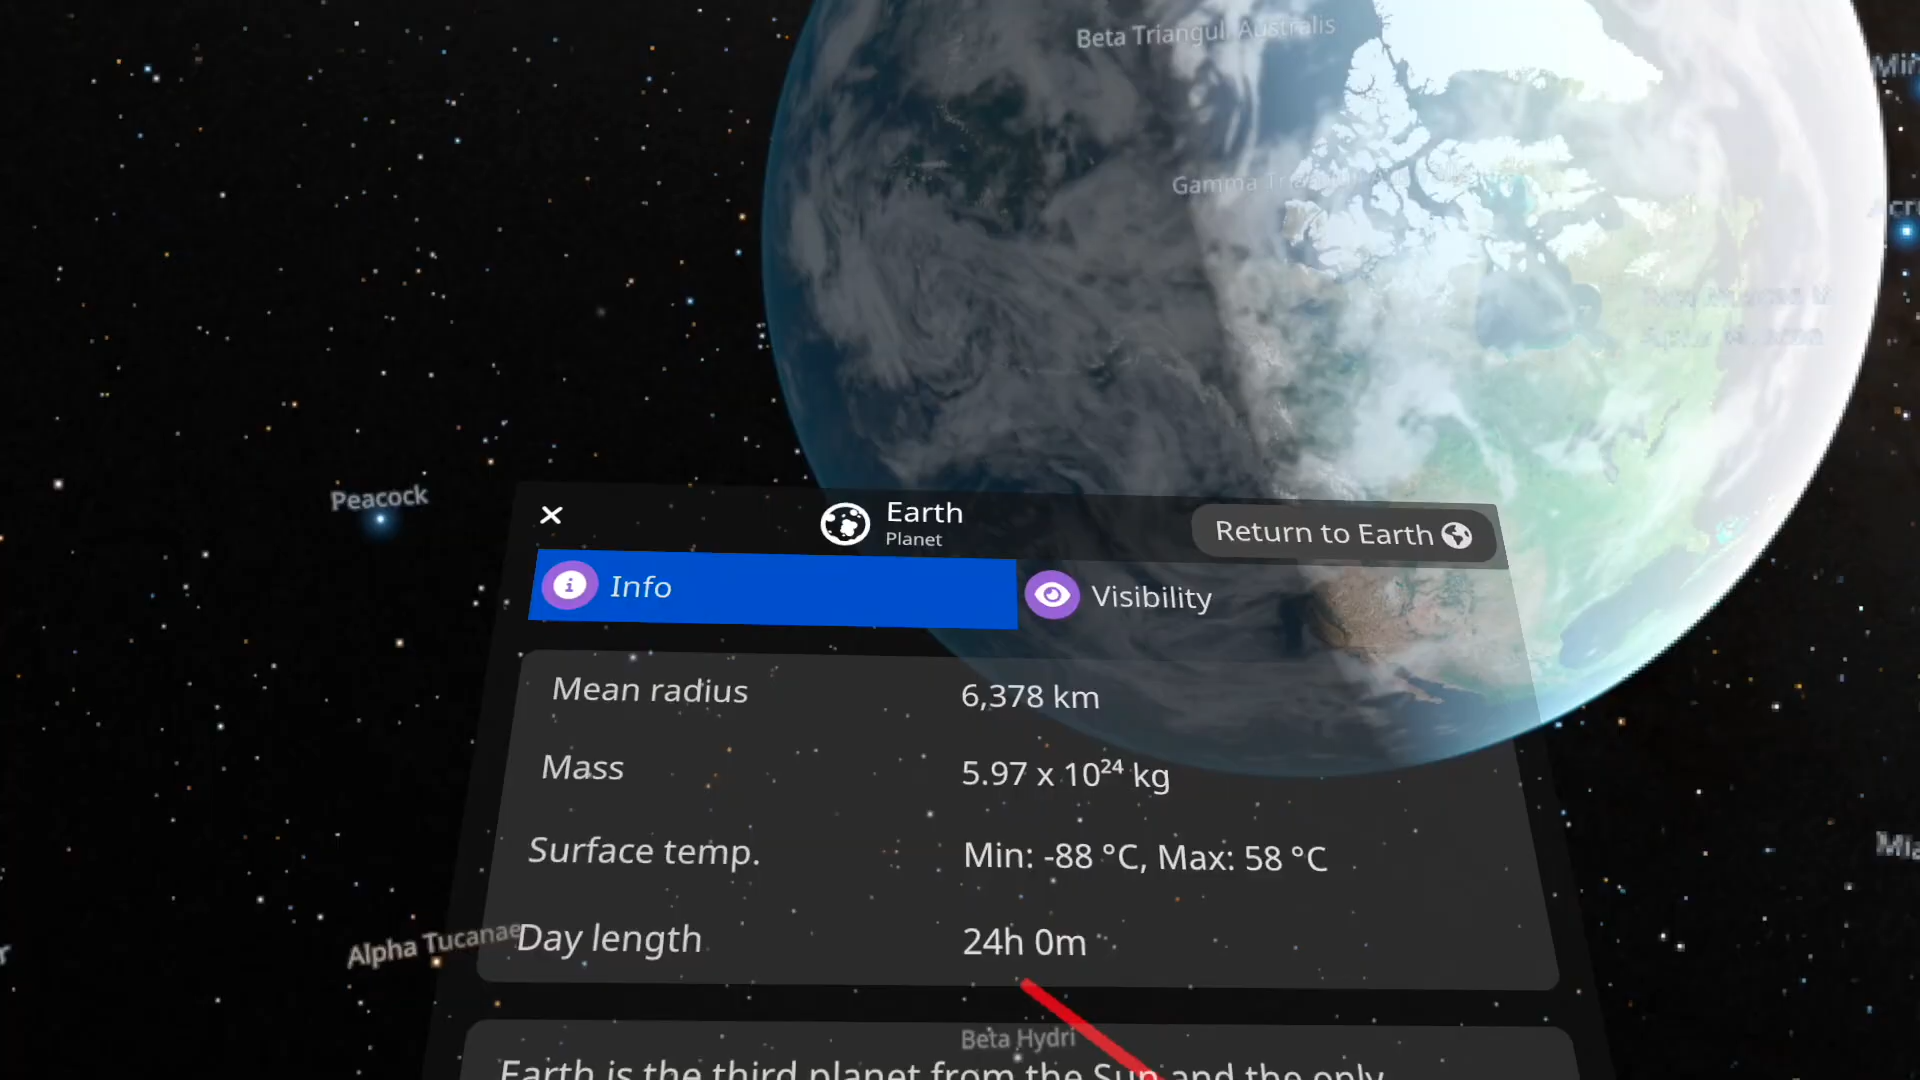 Beta Trianguli Australis
Gamma
Peacock
Earth
Planet
Return to Earth
Info
Visibility
Mean radius
6,378 km
Mass
5.97 x 10²⁴ kg
Surface temp.
Min: -88 °C, Max: 58 °C
Alpha Tucanae
Day length
24h 0m
Beta Hydri
Earth is the third planet from the Sun and the only